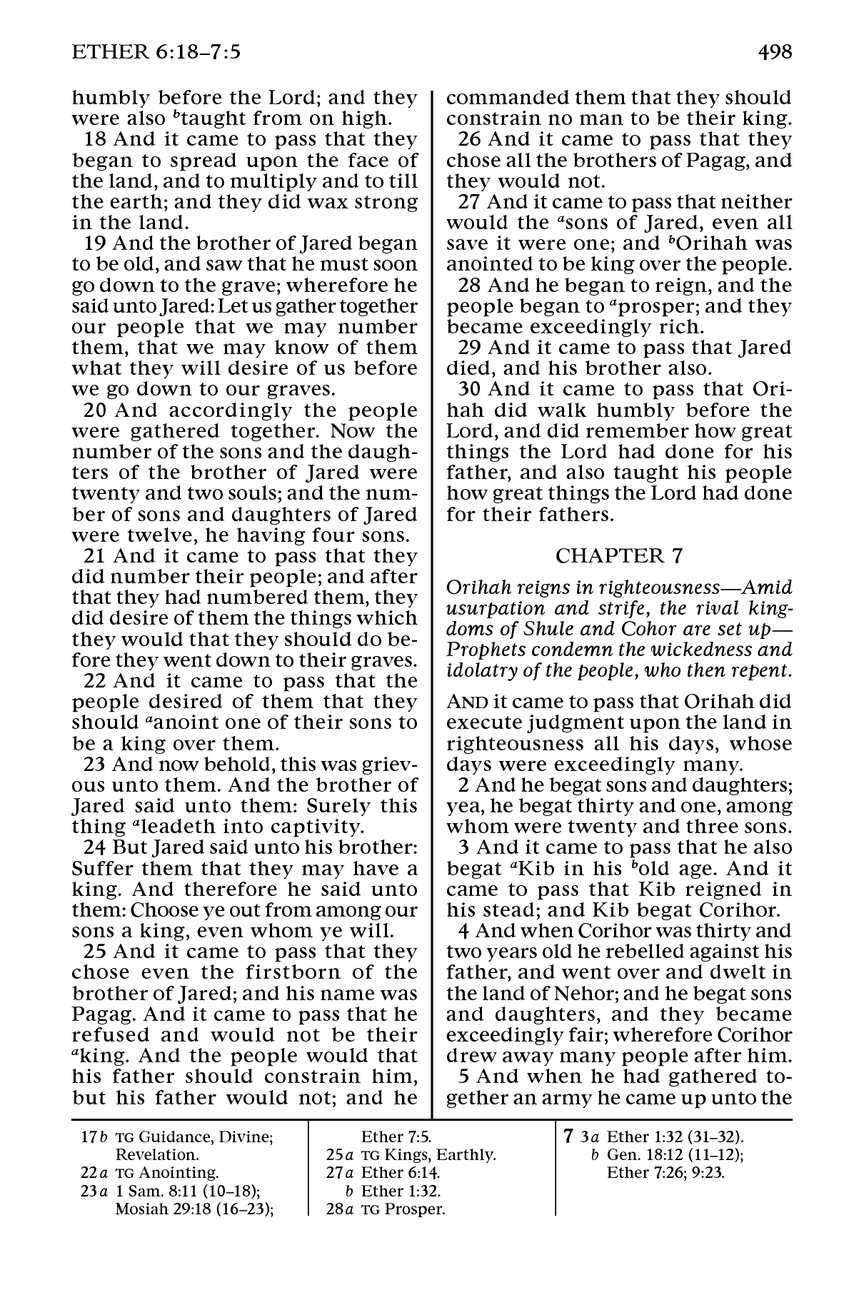 ETHER 6:18–7:5 498
humbly before the Lord; and they
were also btaught from on high.
18 And it came to pass that they
began to spread upon the face of
the land, and to multiply and to till
the earth; and they did wax strong
in the land.
19 And the brother of Jared began
to be old, and saw that he must soon
go down to the grave; wherefore he
said unto Jared: Let us gather together
our people that we may number
them, that we may know of them
what they will desire of us before
we go down to our graves.
20 And accordingly the people
were gathered together. Now the
number of the sons and the daugh-
ters of the brother of Jared were
twenty and two souls; and the num-
ber of sons and daughters of Jared
were twelve, he having four sons.
21 And it came to pass that they
did number their people; and after
that they had numbered them, they
did desire of them the things which
they would that they should do be-
fore they went down to their graves.
22 And it came to pass that the
people desired of them that they
should aanoint one of their sons to
be a king over them.
23 And now behold, this was griev-
ous unto them. And the brother of
Jared said unto them: Surely this
thing aleadeth into captivity.
24 But Jared said unto his brother:
Suffer them that they may have a
king. And therefore he said unto
them: Choose ye out from among our
sons a king, even whom ye will.
25 And it came to pass that they
chose even the firstborn of the
brother of Jared; and his name was
Pagag. And it came to pass that he
refused and would not be their
aking. And the people would that
his father should constrain him,
but his father would not; and he
commanded them that they should
constrain no man to be their king.
26 And it came to pass that they
chose all the brothers of Pagag, and
they would not.
27 And it came to pass that neither
would the asons of Jared, even all
save it were one; and bOrihah was
anointed to be king over the people.
28 And he began to reign, and the
people began to aprosper; and they
became exceedingly rich.
29 And it came to pass that Jared
died, and his brother also.
30 And it came to pass that Ori-
hah did walk humbly before the
Lord, and did remember how great
things the Lord had done for his
father, and also taught his people
how great things the Lord had done
for their fathers.
CHAPTER 7
Orihah reigns in righteousness—Amid
usurpation and strife, the rival king-
doms of Shule and Cohor are set up—
Prophets condemn the wickedness and
idolatry of the people, who then repent.
AND it came to pass that Orihah did
execute judgment upon the land in
righteousness all his days, whose
days were exceedingly many.
2 And he begat sons and daughters;
yea, he begat thirty and one, among
whom were twenty and three sons.
3 And it came to pass that he also
begat aKib in his bold age. And it
came to pass that Kib reigned in
his stead; and Kib begat Corihor.
4 And when Corihor was thirty and
two years old he rebelled against his
father, and went over and dwelt in
the land of Nehor; and he begat sons
and daughters, and they became
exceedingly fair; wherefore Corihor
drew away many people after him.
5 And when he had gathered to-
gether an army he came up unto the
17b TG Guidance, Divine;
Revelation.
22a TG Anointing.
23a 1 Sam. 8:11 (10–18);
Mosiah 29:18 (16–23);
Ether 7:5.
25a TG Kings, Earthly.
27a Ether 6:14.
b Ether 1:32.
28a TG Prosper.
7 3a Ether 1:32 (31–32).
b Gen. 18:12 (11–12);
Ether 7:26; 9:23.